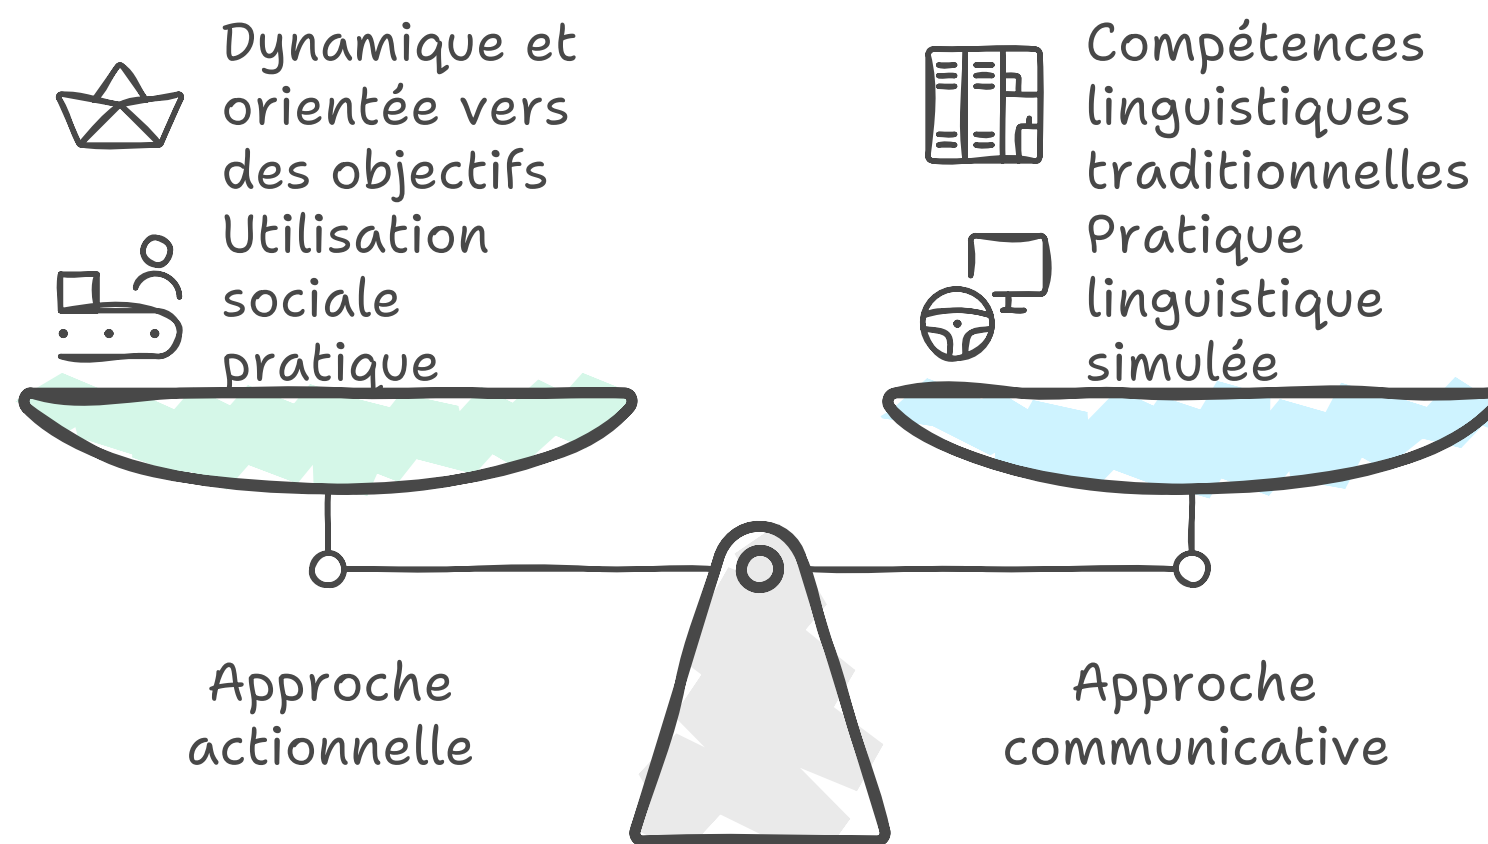 Dynamique et
orientée vers
des objectifs
Utilisation
sociale
pratique
Compétences
linguistiques
traditionnelles
Pratique
linguistique
simulée
Approche
actionnelle
Approche
communicative